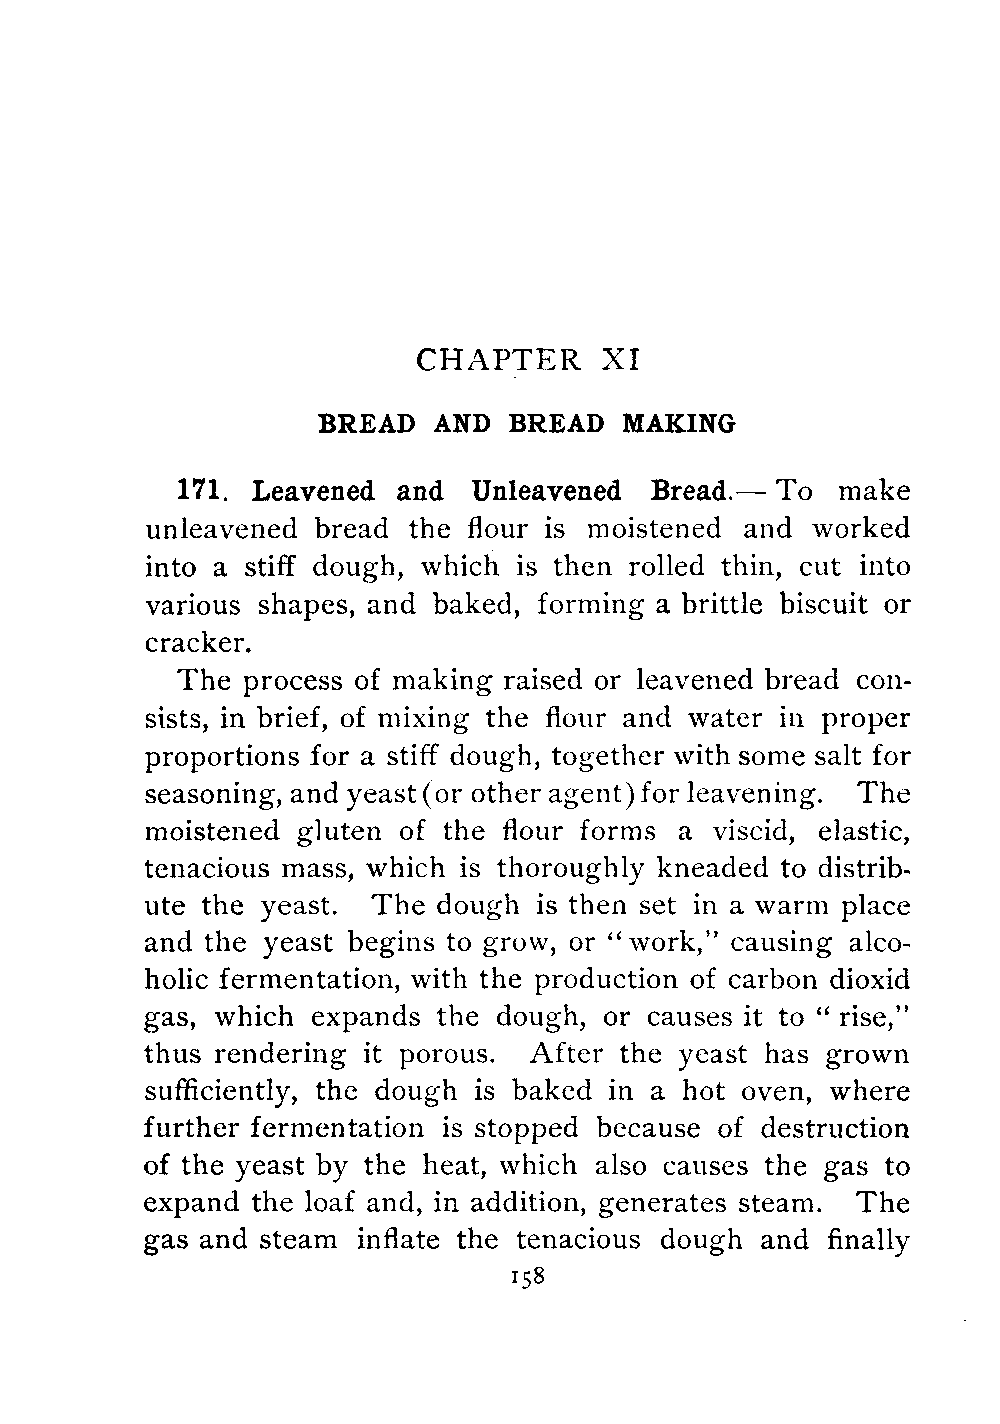 CHAPTER XI
BREAD AND BREAD MAKING
171. Leavened and Unleavened Bread.— To make
unleavened bread the flour is moistened and worked
into a stiff dough, which is then rolled thin, cut into
various shapes, and baked, forming a brittle biscuit or
cracker.
The process of making raised or leavened bread con-
sists, in brief, of mixing the flour and water in proper
proportions for a stiff dough, together with some salt for
seasoning, and yeast (or other agent) for leavening. The
moistened gluten of the flour forms a viscid, elastic,
tenacious mass, which is thoroughly kneaded to distrib-
ute the yeast. The dough is then set in a warm place
and the yeast begins to grow, or “work,” causing alco-
holic fermentation, with the production of carbon dioxid
gas, which expands the dough, or causes it to “rise,”
thus rendering it porous. After the yeast has grown
sufficiently, the dough is baked in a hot oven, where
further fermentation is stopped because of destruction
of the yeast by the heat, which also causes the gas to
expand the loaf and, in addition, generates steam. The
gas and steam inflate the tenacious dough and finally
158